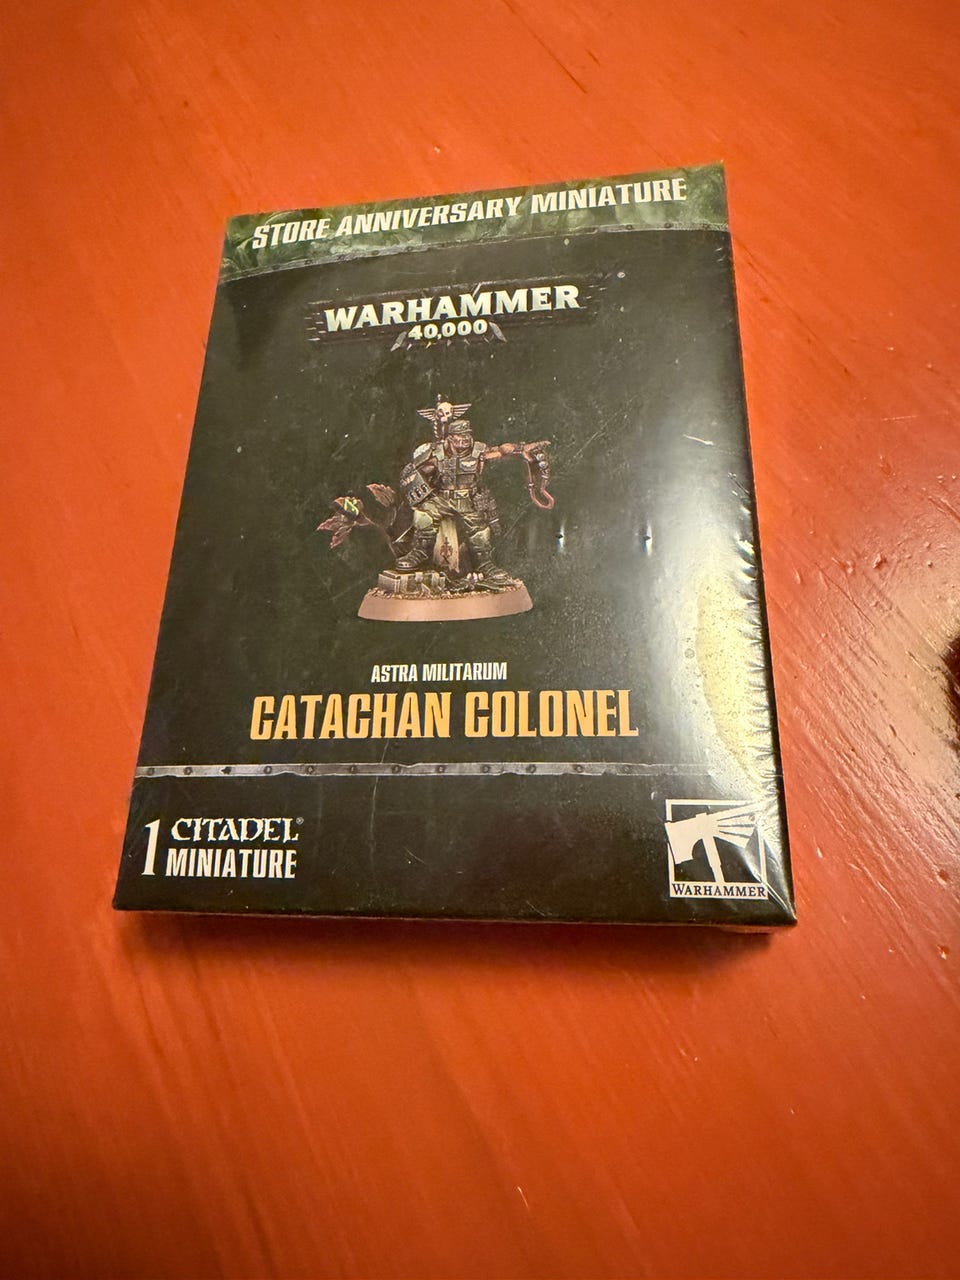 STORE ANNIVERSARY MINIATURE
WARHAMMER
40,000
ASTRA MILITARUM
CATACHAN COLONEL
1 CITADEL®
MINIATURE
WARHAMMER